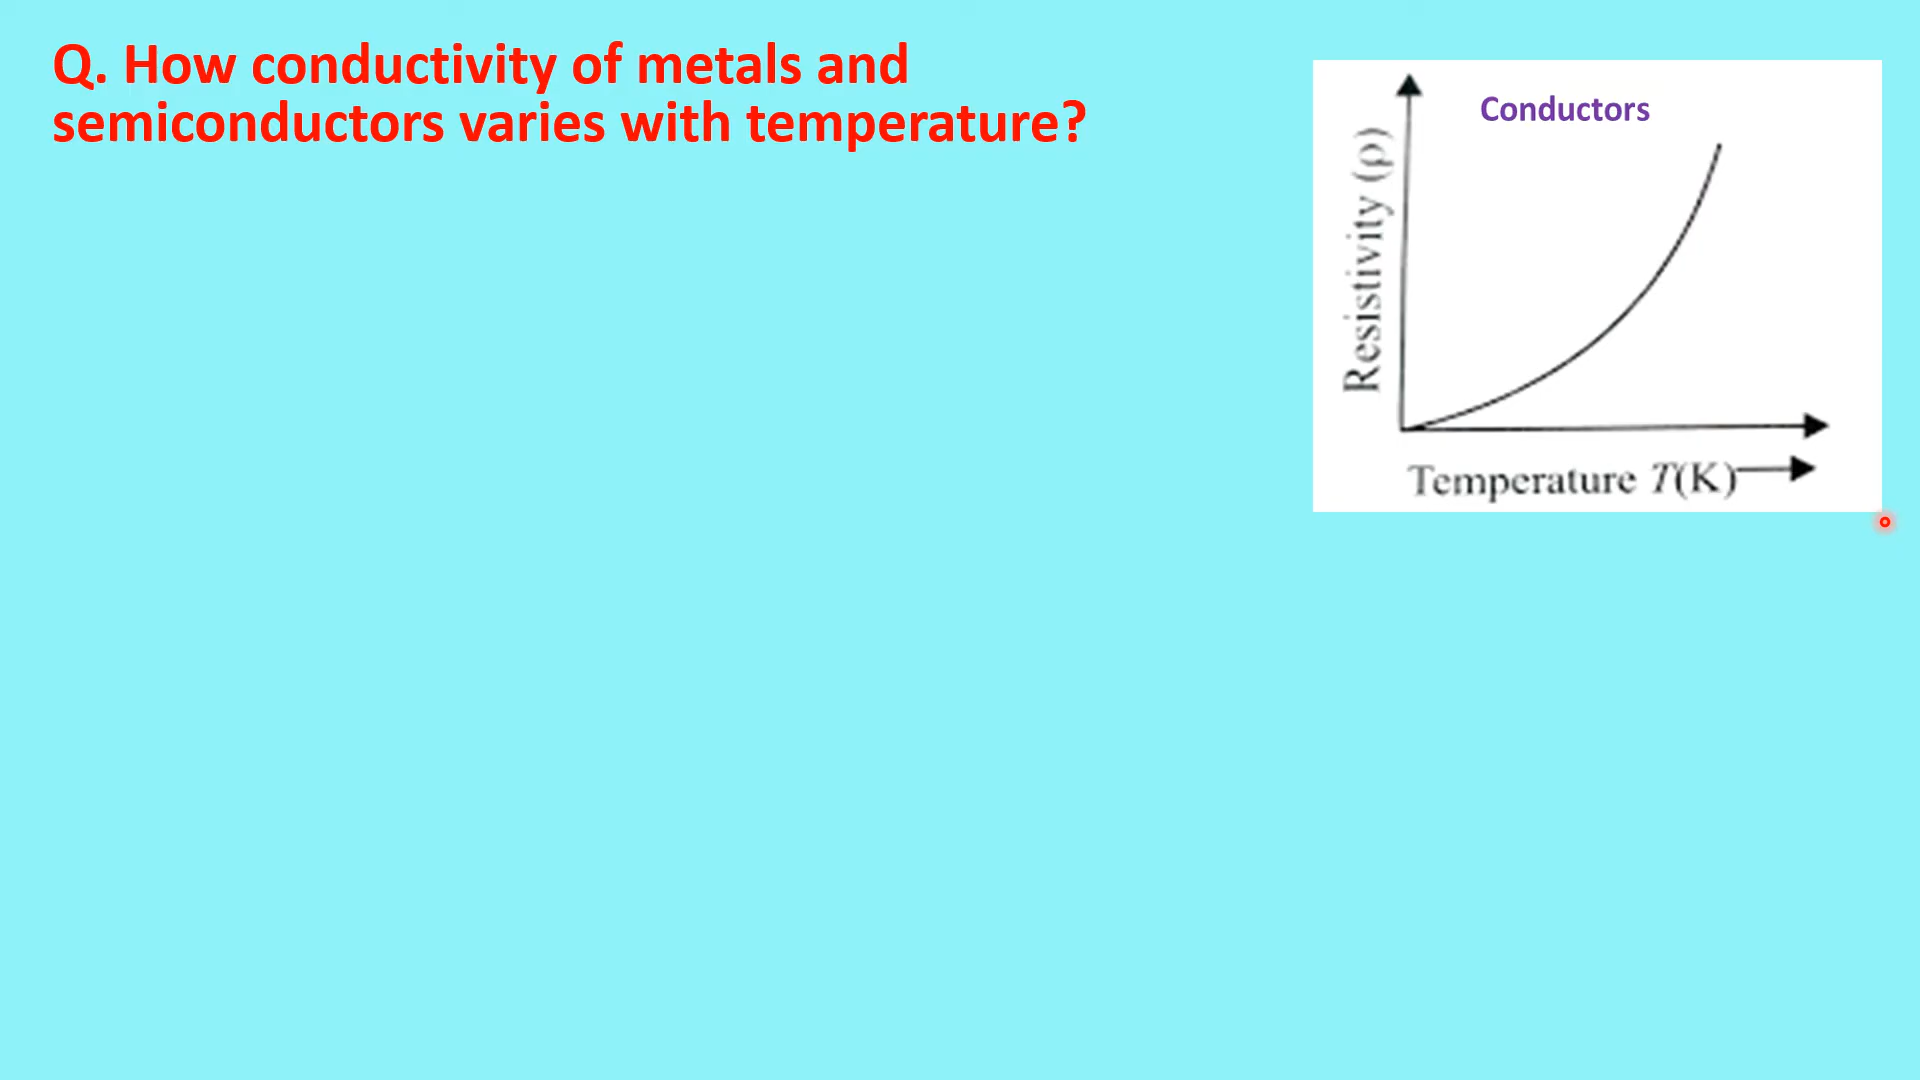 Q. How conductivity of metals and
semiconductors varies with temperature?
Conductors
Resistivity (ρ)
Temperature T(K)